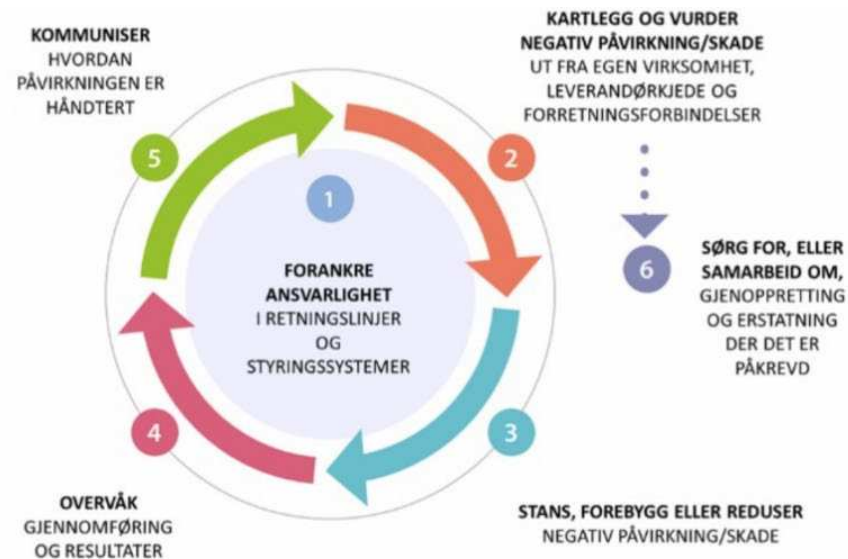 KOMMUNISER
HVORDAN
PÅVIRKNINGEN ER
HÅNDTERT
KARTLEGG OG VURDER
NEGATIV PÅVIRKNING/SKADE
UT FRA EGEN VIRKSOMHET,
LEVERANDØRKJEDE OG
FORRETNINGSFORBINDELSER
5
2
1
FORANKRE
ANSVARLIGHET
I RETNINGSLINJER
OG
STYRINGSSYSTEMER
6
SØRG FOR, ELLER
SAMARBEID OM,
GJENOPPRETTING
OG ERSTATNING
DER DET ER
PÅKREVD
4
3
OVERVÅK
GJENNOMFØRING
OG RESULTATER
STANS, FOREBYGG ELLER REDUSER
NEGATIV PÅVIRKNING/SKADE